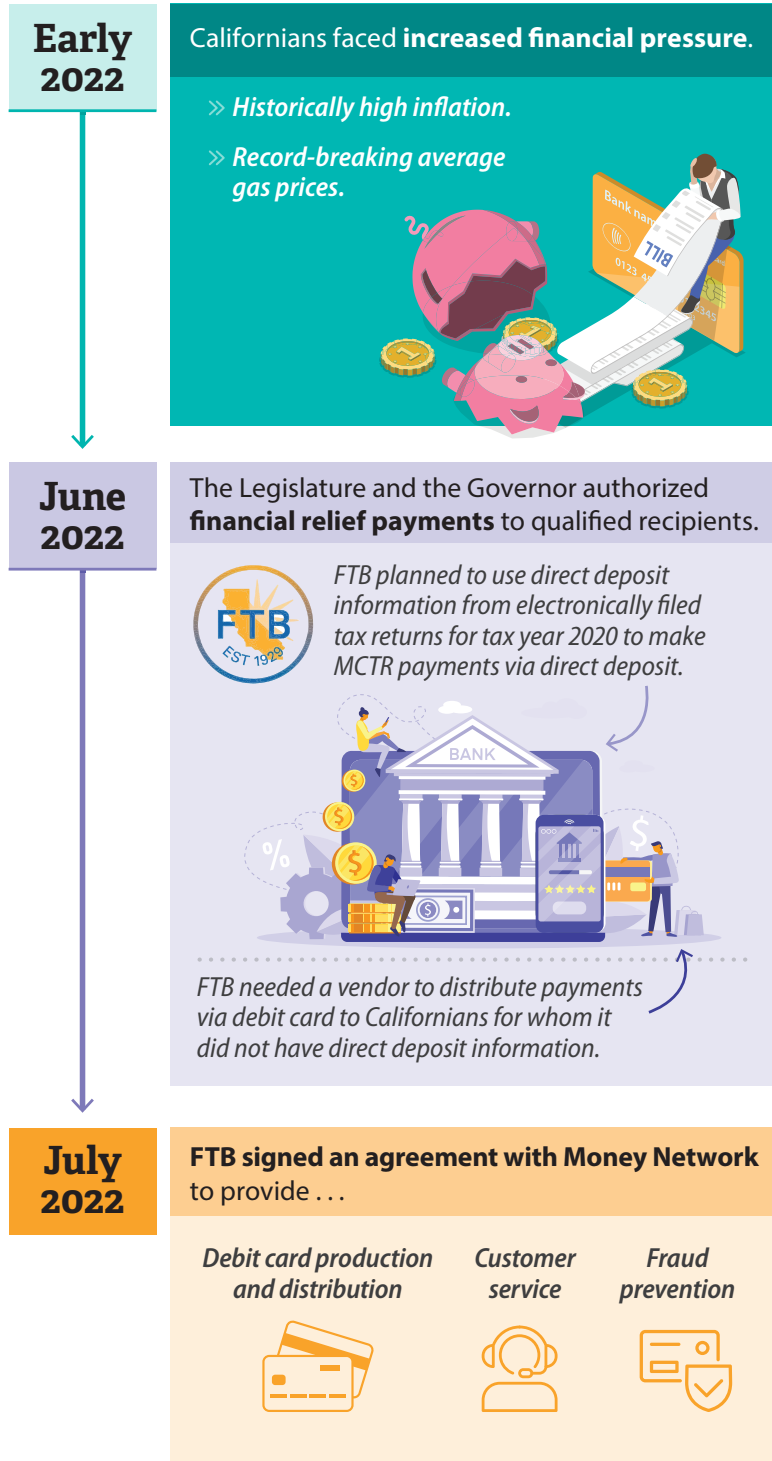 Early
2022
Californians faced increased financial pressure.
» Historically high inflation.
» Record-breaking average
gas prices.
Bank name
BILL
0123 45
2345
June
2022
The Legislature and the Governor authorized
financial relief payments to qualified recipients.
FTB
EST 1929
FTB planned to use direct deposit
information from electronically filed
tax returns for tax year 2020 to make
MCTR payments via direct deposit.
BANK
$
$
$
%
$
$
FTB needed a vendor to distribute payments
via debit card to Californians for whom it
did not have direct deposit information.
July
2022
FTB signed an agreement with Money Network
to provide . . .
Debit card production
and distribution
Customer
service
Fraud
prevention